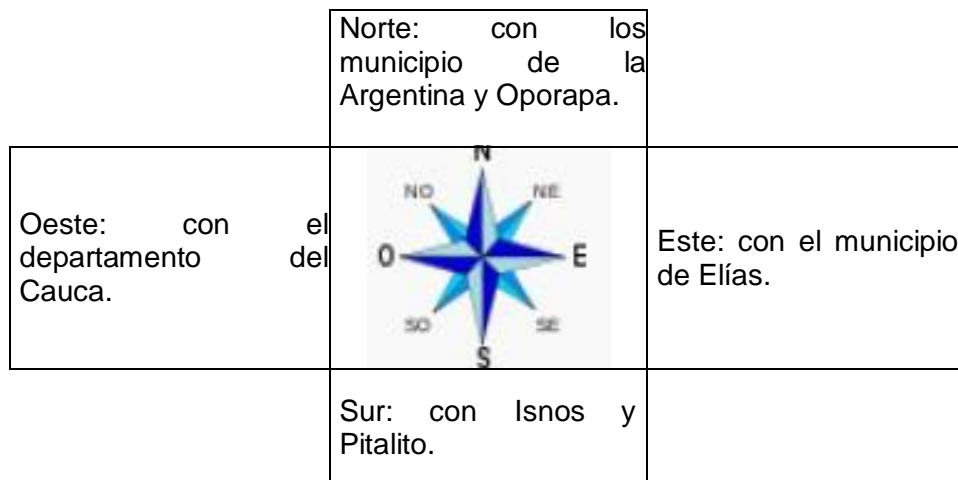 Norte: con los
municipio de la
Argentina y Oporapa.
Oeste: con el
departamento del
Cauca.
N
NO
NE
O
E
SO
SE
S
Este: con el municipio
de Elías.
Sur: con Isnos y
Pitalito.